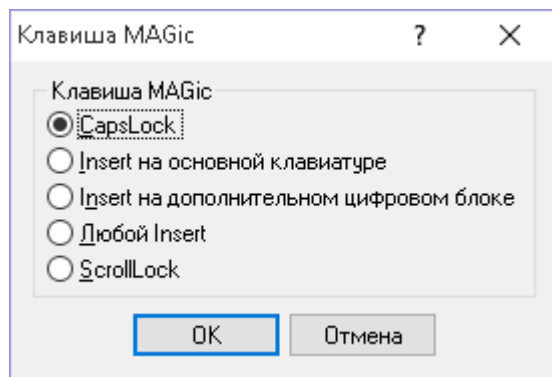 Клавиша MAGic
Клавиша MAGic
CapsLock
Insert на основной клавиатуре
Insert на дополнительном цифровом блоке
Любой Insert
ScrollLock
OK
Отмена